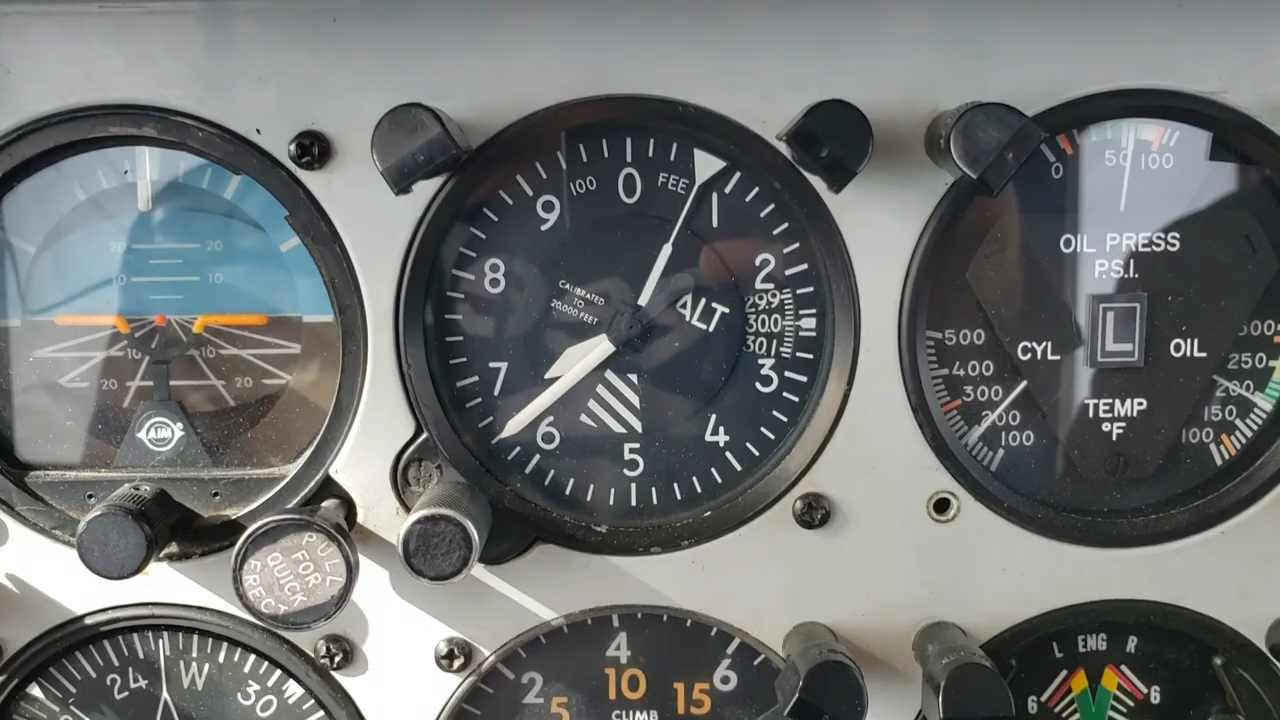 20 20
10 10
10 10
20 20
AIM
PULL
FOR
QUICK
ERECT
100 0 FEE
1
2
3
4
5
6
7
8
9
CALIBRATED
TO
20,000 FEET
ALT
29.9
30.0
30.1
0 50 100
OIL PRESS
P.S.I.
L
CYL OIL
TEMP
°F
500
400
300
200
100
250
200
150
100
24 W 30
2 4 6
5 10 15
CLIMB
L ENG R
6 6